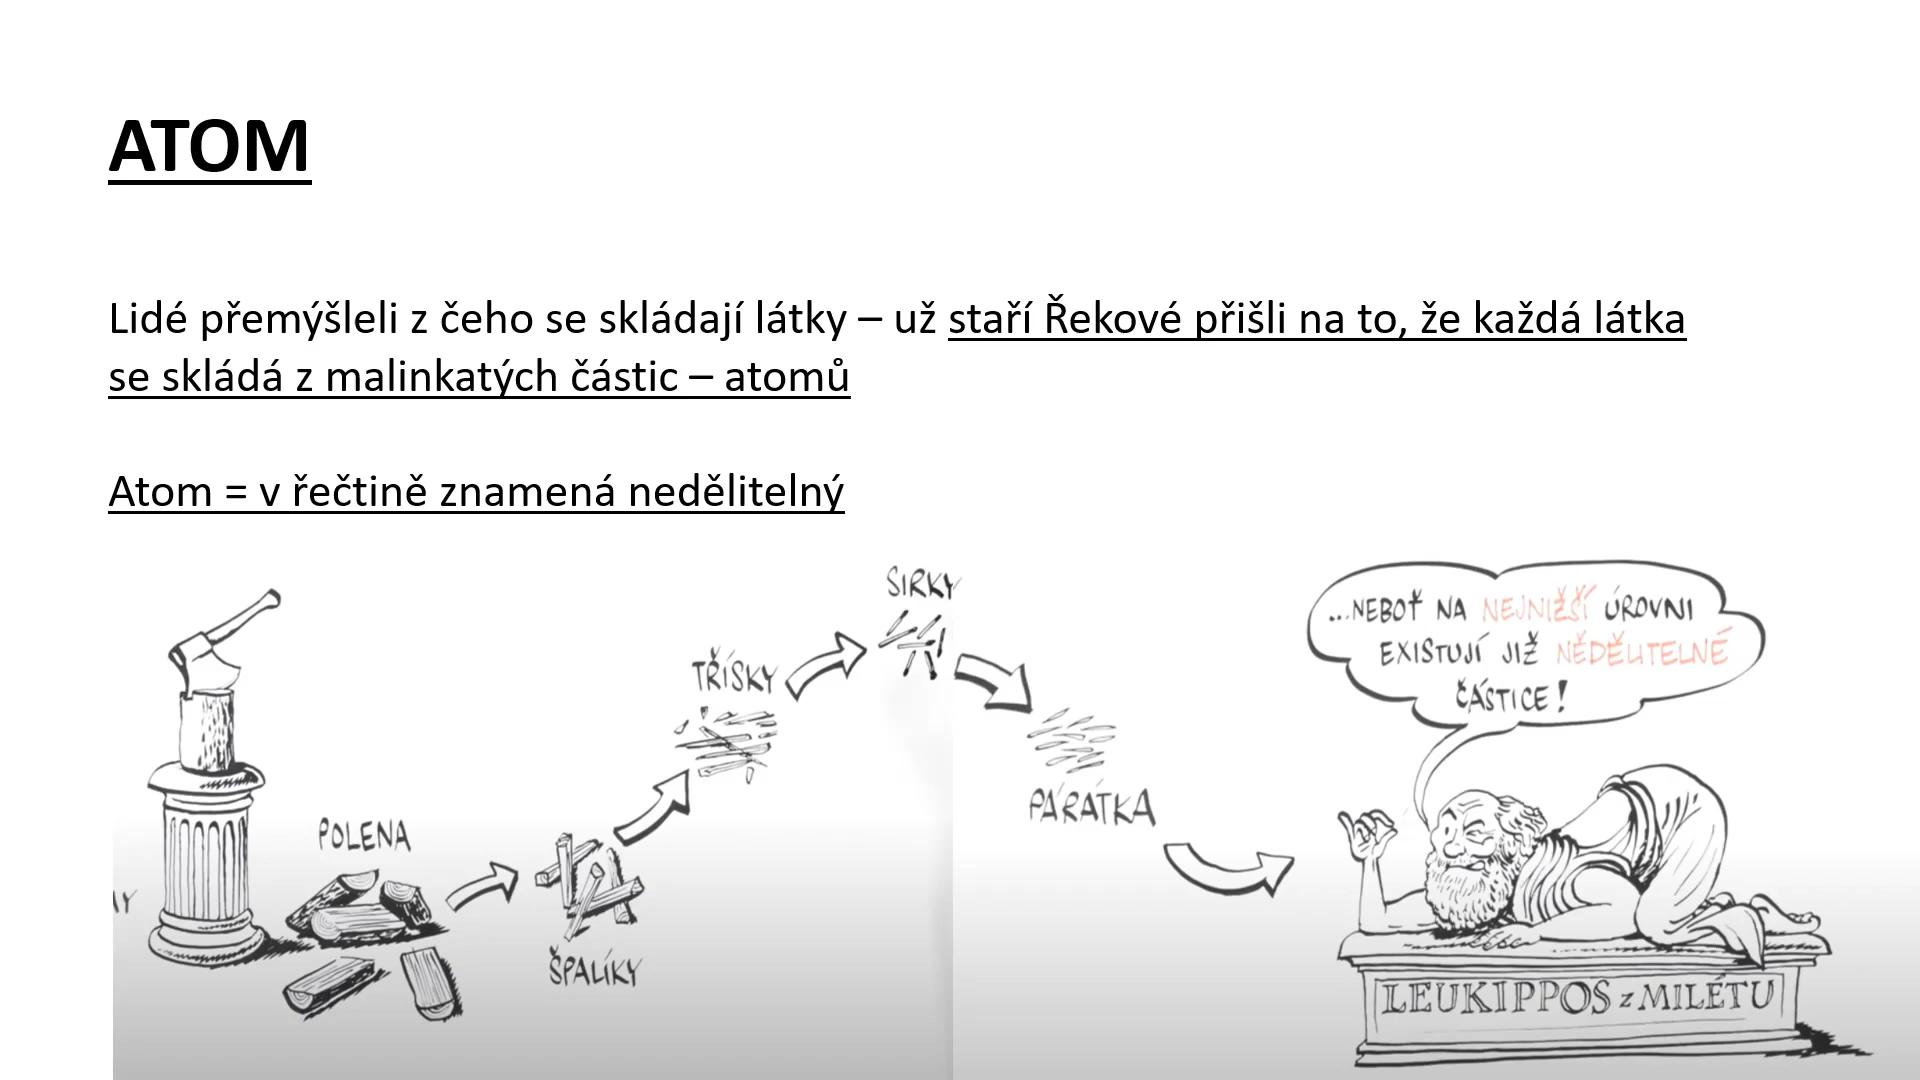 ATOM
Lidé přemýšleli z čeho se skládají látky – už staří Řekové přišli na to, že každá látka
se skládá z malinkatých částic – atomů
Atom = v řečtině znamená nedělitelný
SIRKY
TŘÍSKY
PÁRÁTKA
POLENA
ŠPALÍKY
...NEBOŤ NA NEJNIŽŠÍ ÚROVNI
EXISTUJÍ JIŽ NĚDĚLITELNÉ
ČÁSTICE!
LEUKIPPOS z MILÉTU